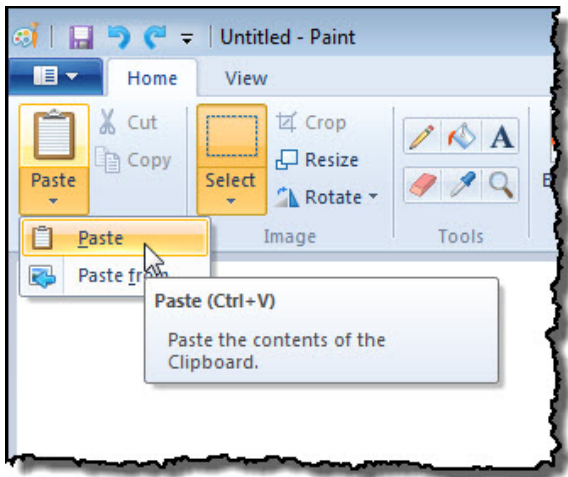 Untitled - Paint
Home View
Cut
Copy
Paste
Select
Crop
Resize
Rotate
A
Image
Tools
Paste
Paste
Paste (Ctrl+V)
Paste the contents of the
Clipboard.